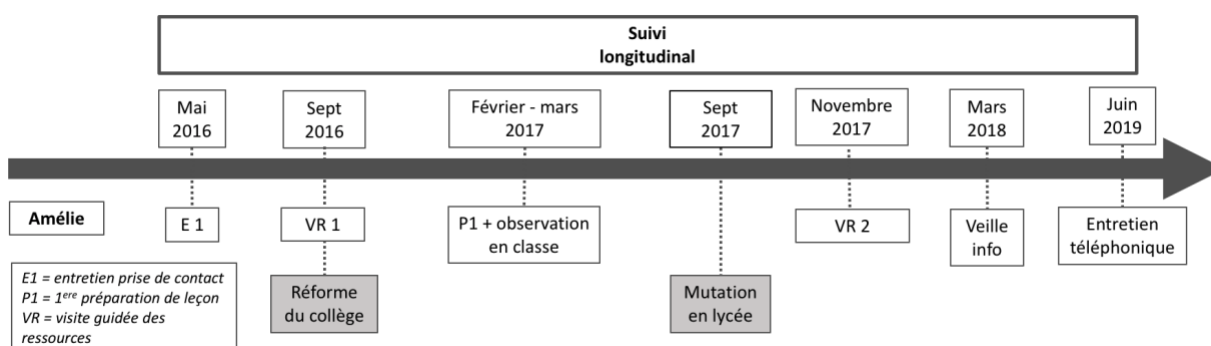 Suivi
longitudinal
Mai
2016
Sept
2016
Février - mars
2017
Sept
2017
Novembre
2017
Mars
2018
Juin
2019
Amélie
E 1
VR 1
P1 + observation
en classe
VR 2
Veille
info
Entretien
téléphonique
Réforme
du collège
Mutation
en lycée
E1 = entretien prise de contact
P1 = 1ere préparation de leçon
VR = visite guidée des
ressources